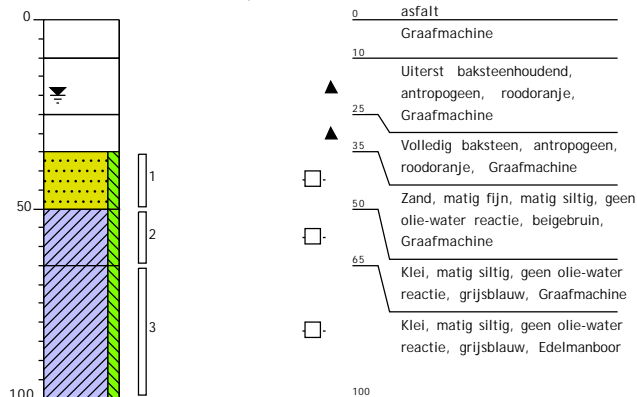 0
50
100
1
2
3
0
asfalt
Graafmachine
10
Uiterst baksteenhoudend,
antropogeen, roodoranje,
Graafmachine
25
Volledig baksteen, antropogeen,
roodoranje, Graafmachine
35
Zand, matig fijn, matig siltig, geen
olie-water reactie, beigebruin,
Graafmachine
50
Klei, matig siltig, geen olie-water
reactie, grijsblauw, Graafmachine
65
Klei, matig siltig, geen olie-water
reactie, grijsblauw, Edelmanboor
100